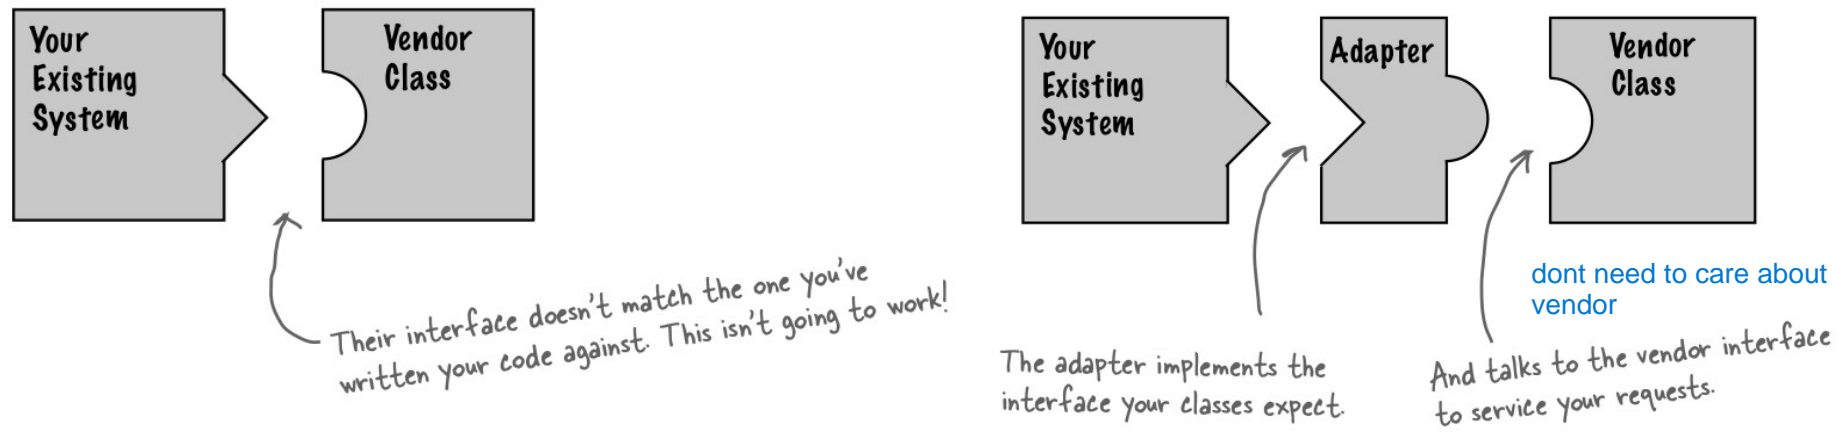 Your
Existing
System
Vendor
Class
Their interface doesn't match the one you've
written your code against. This isn't going to work!
Your
Existing
System
Adapter
Vendor
Class
The adapter implements the
interface your classes expect.
dont need to care about
vendor
And talks to the vendor interface
to service your requests.